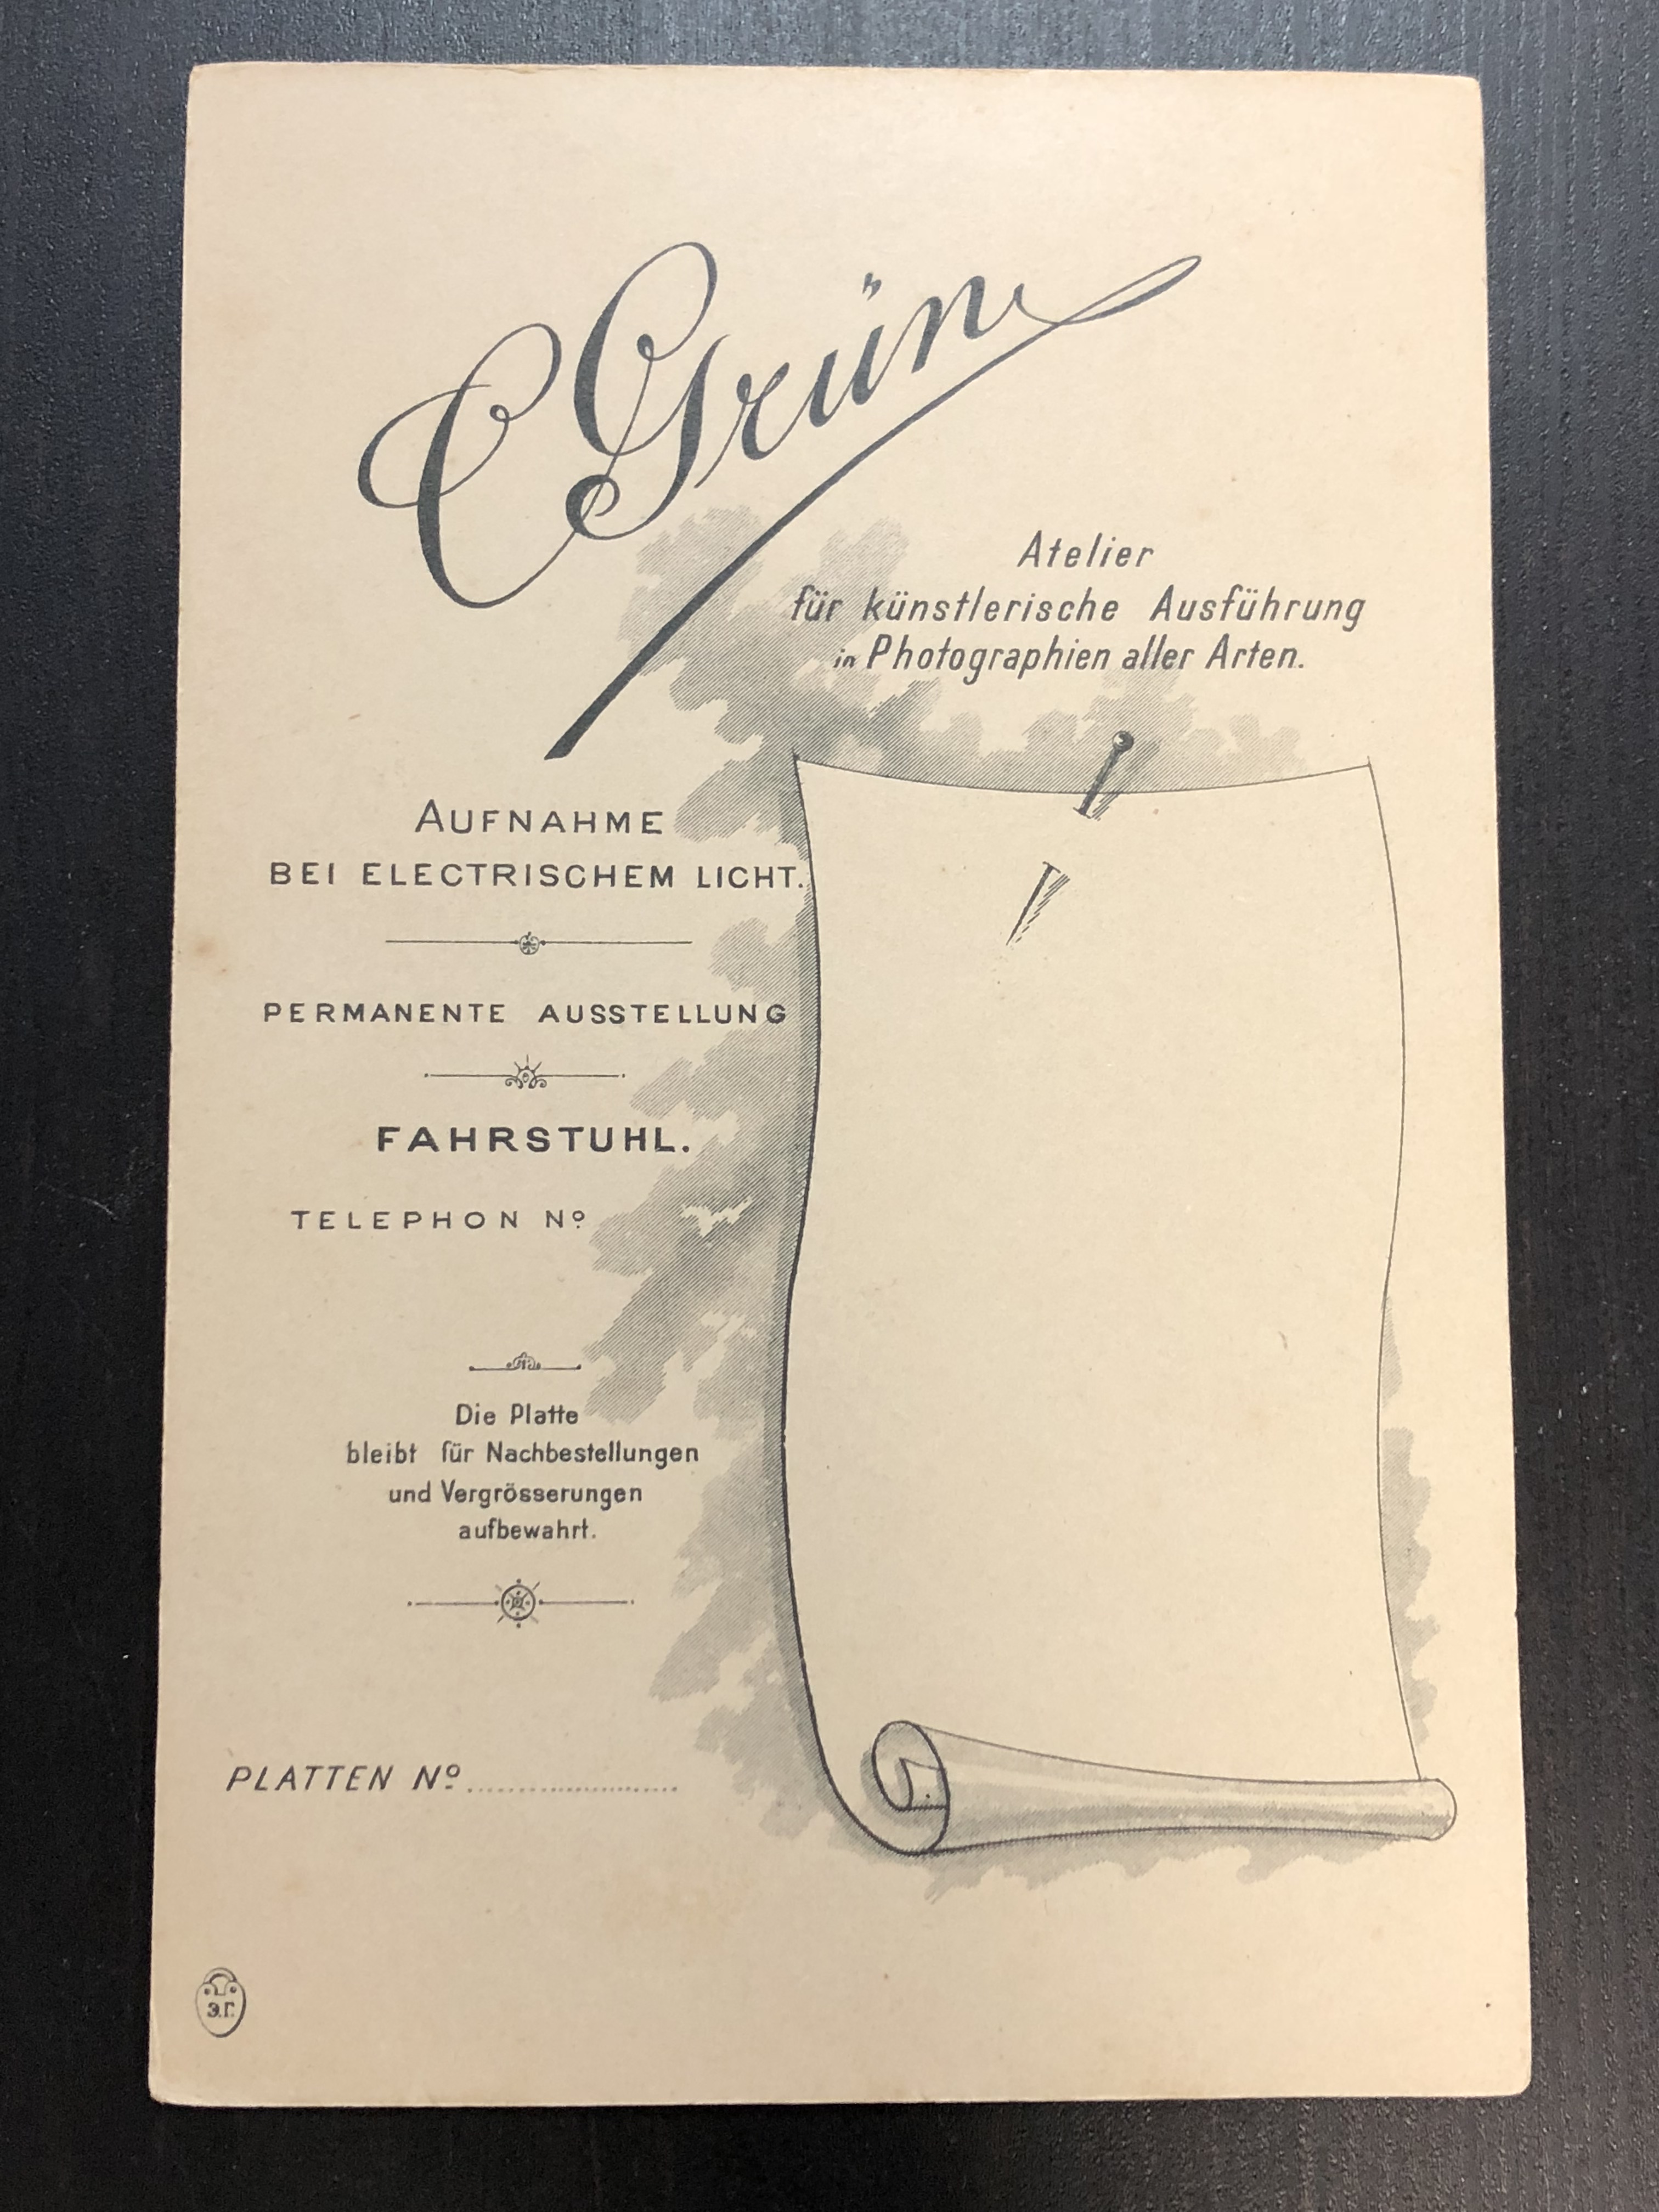 C Grün
Atelier
für künstlerische Ausführung
in Photographien aller Arten.
AUFNAHME
BEI ELECTRISCHEM LICHT.
PERMANENTE AUSSTELLUNG
FAHRSTUHL.
TELEPHON Nº
Die Platte
bleibt für Nachbestellungen
und Vergrösserungen
aufbewahrt.
PLATTEN Nº......................
Э.Г.